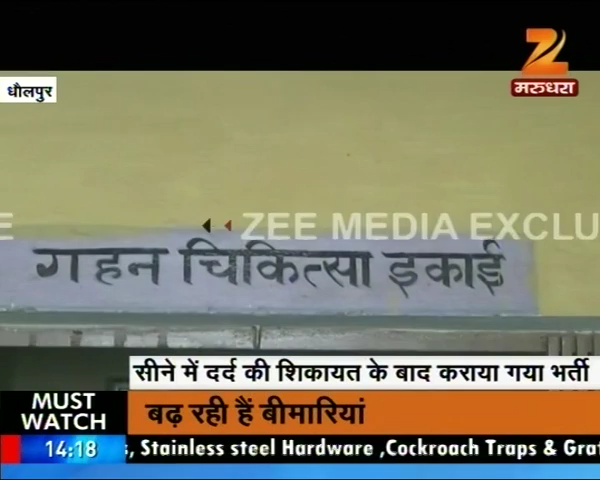 Z
मरुधरा
धौलपुर
E
ZEE MEDIA EXCLU
गहन चिकित्सा इकाई
सीने में दर्द की शिकायत के बाद कराया गया भर्ती
MUST WATCH
बढ़ रही हैं बीमारियां
14:18
s, Stainless steel Hardware ,Cockroach Traps & Grat